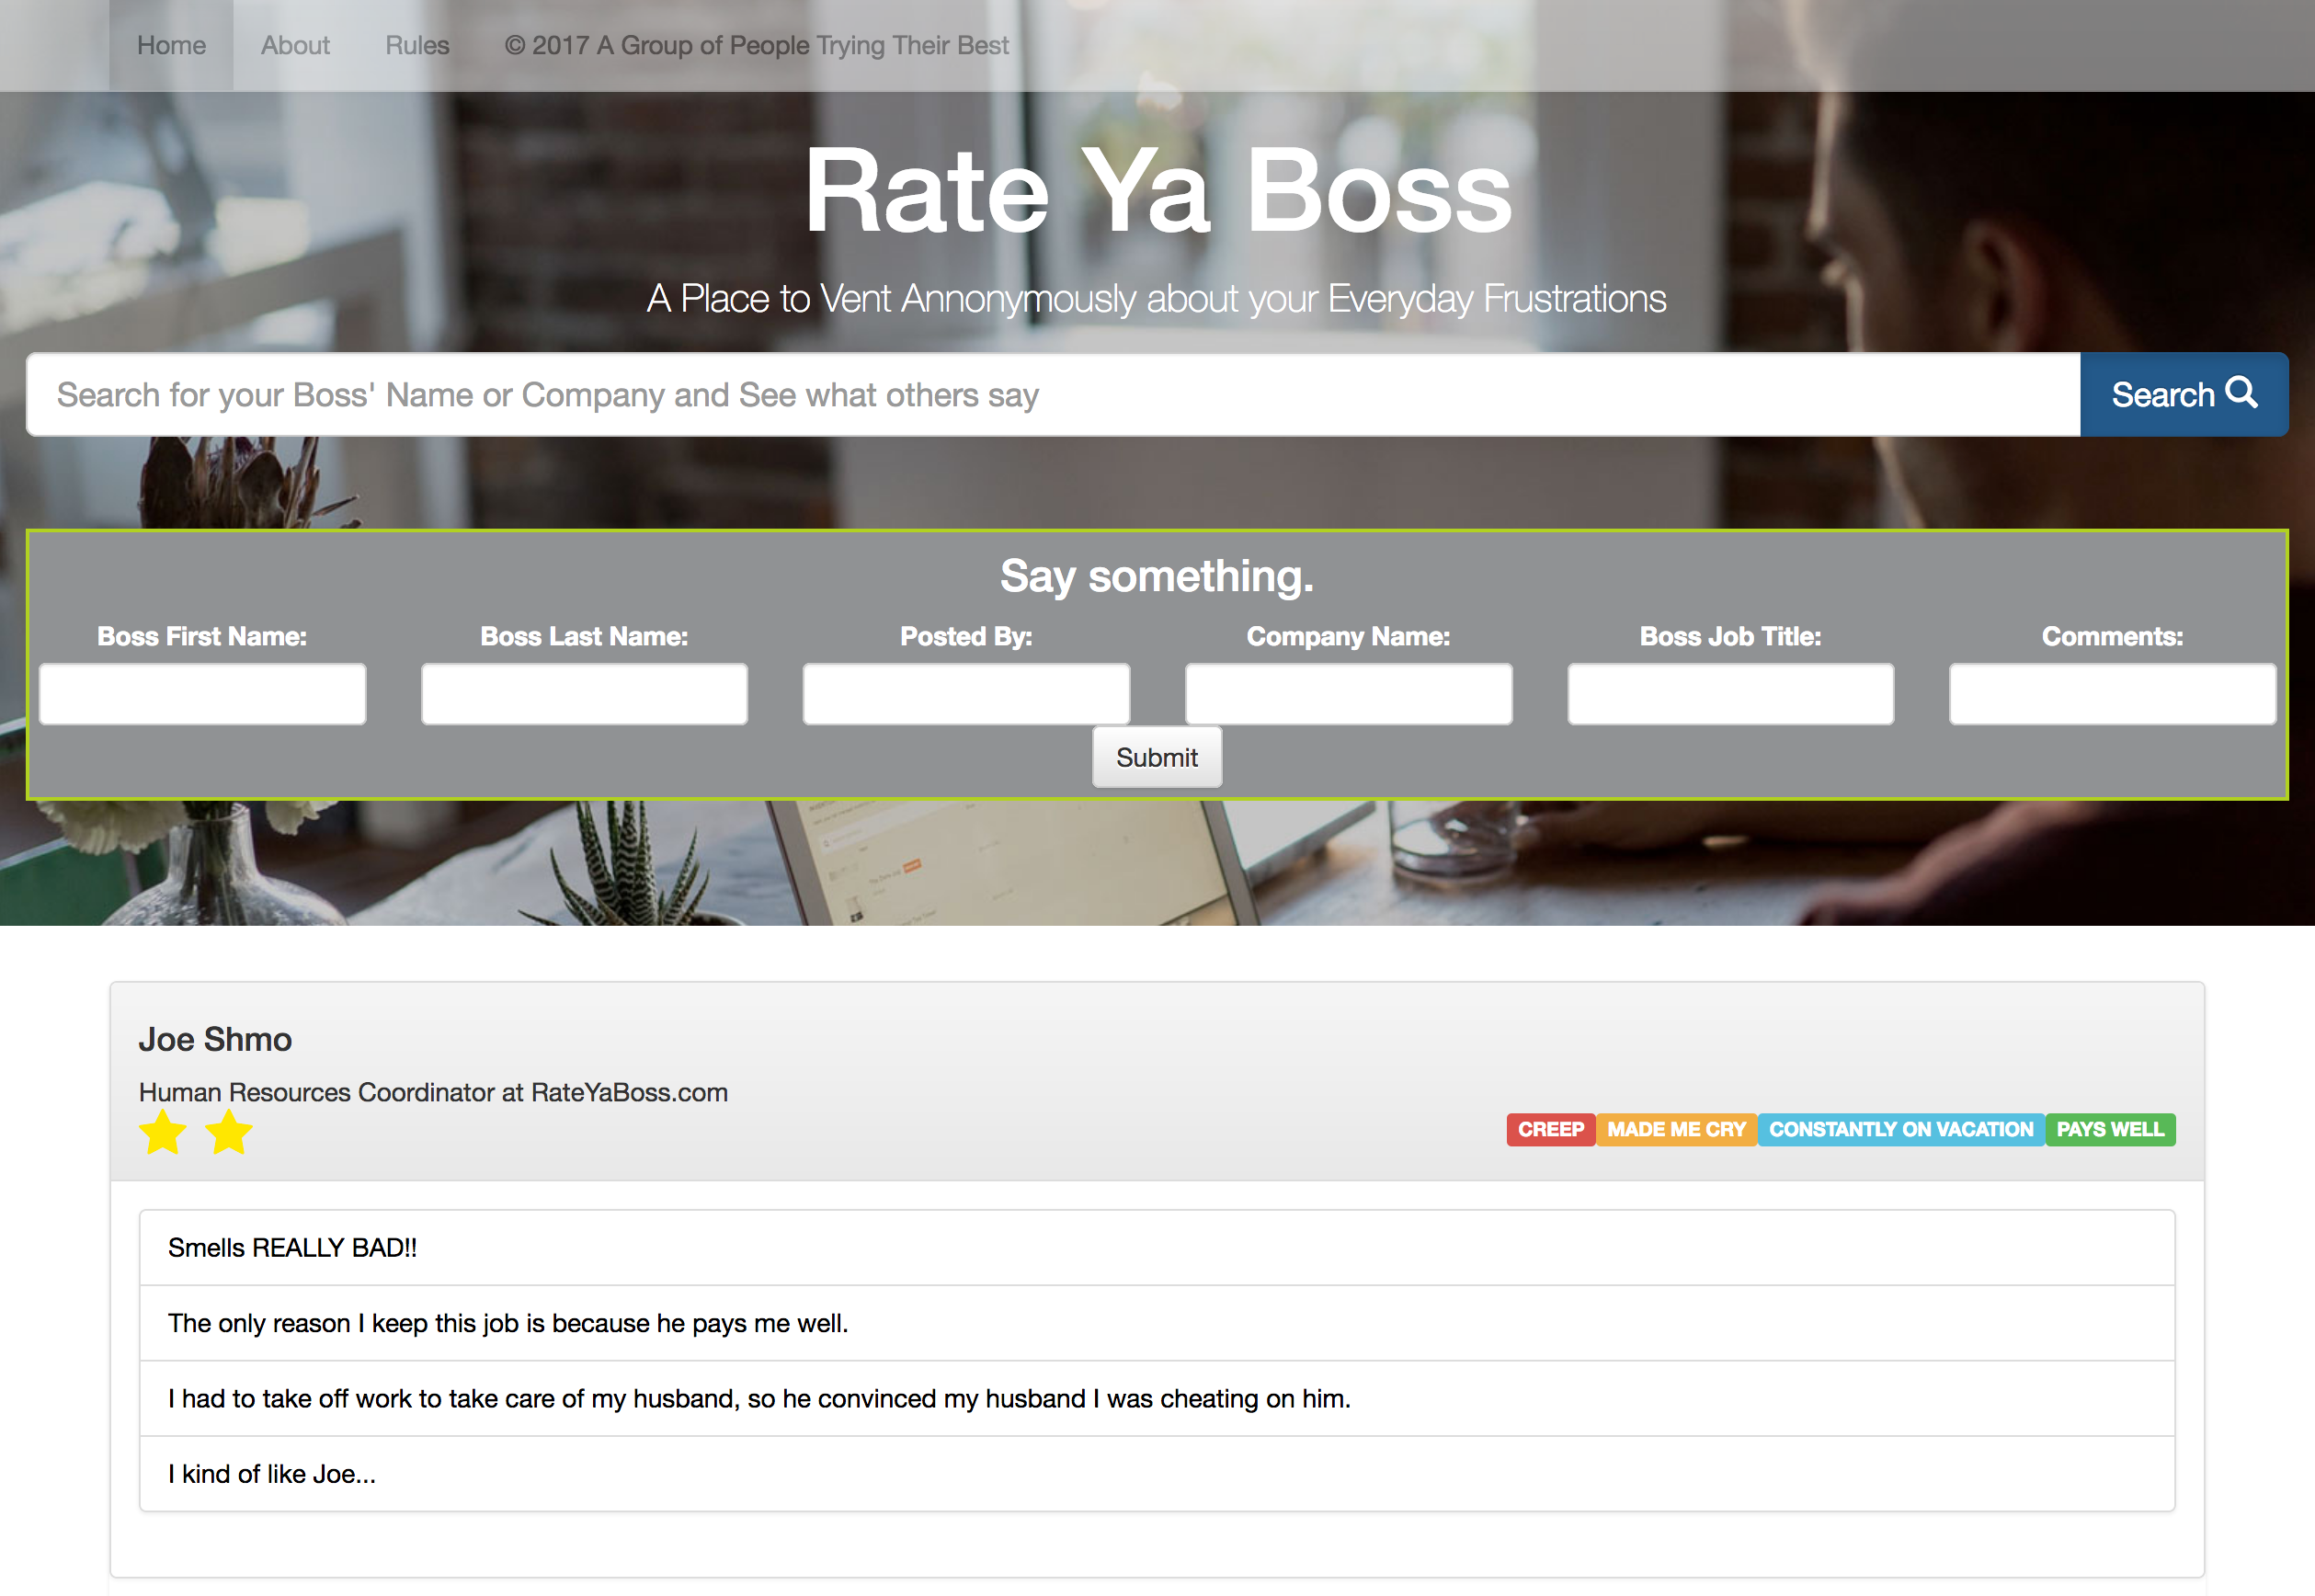 Home About Rules © 2017 A Group of People Trying Their Best
Rate Ya Boss
A Place to Vent Annonymously about your Everyday Frustrations
Search for your Boss' Name or Company and See what others say Search
Say something.
Boss First Name: Boss Last Name: Posted By: Company Name: Boss Job Title: Comments:
Submit
Joe Shmo
Human Resources Coordinator at RateYaBoss.com
CREEP MADE ME CRY CONSTANTLY ON VACATION PAYS WELL
Smells REALLY BAD!!
The only reason I keep this job is because he pays me well.
I had to take off work to take care of my husband, so he convinced my husband I was cheating on him.
I kind of like Joe...